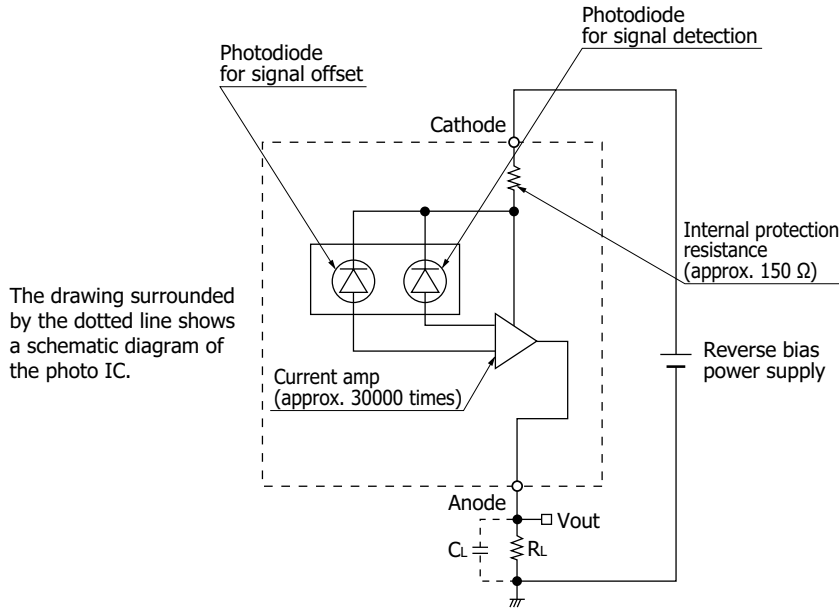 Photodiode
for signal detection
Photodiode
for signal offset
Cathode
Internal protection
resistance
(approx. 150 Ω)
The drawing surrounded
by the dotted line shows
a schematic diagram of
the photo IC.
Reverse bias
power supply
Current amp
(approx. 30000 times)
Anode
Vout
CL
RL